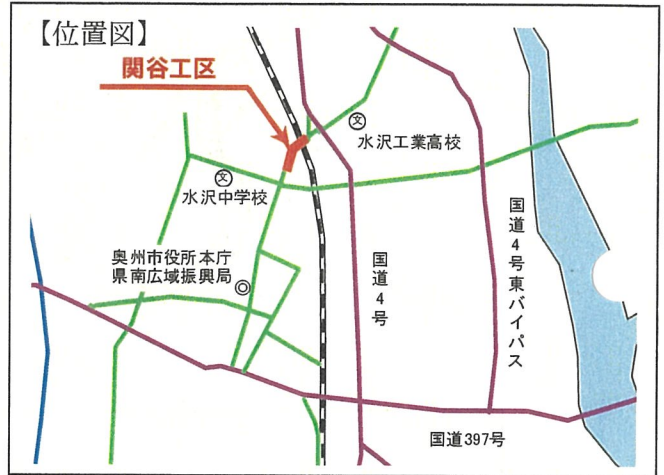 【位置図】
関谷工区
文
水沢工業高校
文
水沢中学校
奥州市役所本庁
県南広域振興局
国道4号
国道4号東バイパス
国道397号